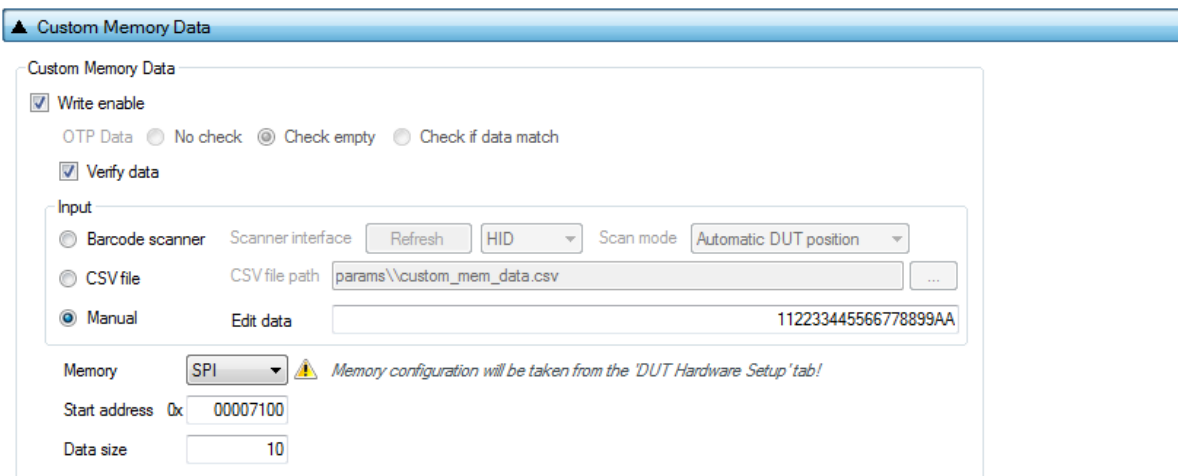 Custom Memory Data
Custom Memory Data
Write enable
OTP Data No check Check empty Check if data match
Verify data
Input
Barcode scanner Scanner interface Refresh HID Scan mode Automatic DUT position
CSV file CSV file path params\\custom_mem_data.csv ...
Manual Edit data 112233445566778899AA
Memory SPI Memory configuration will be taken from the 'DUT Hardware Setup' tab!
Start address 0x 00007100
Data size 10